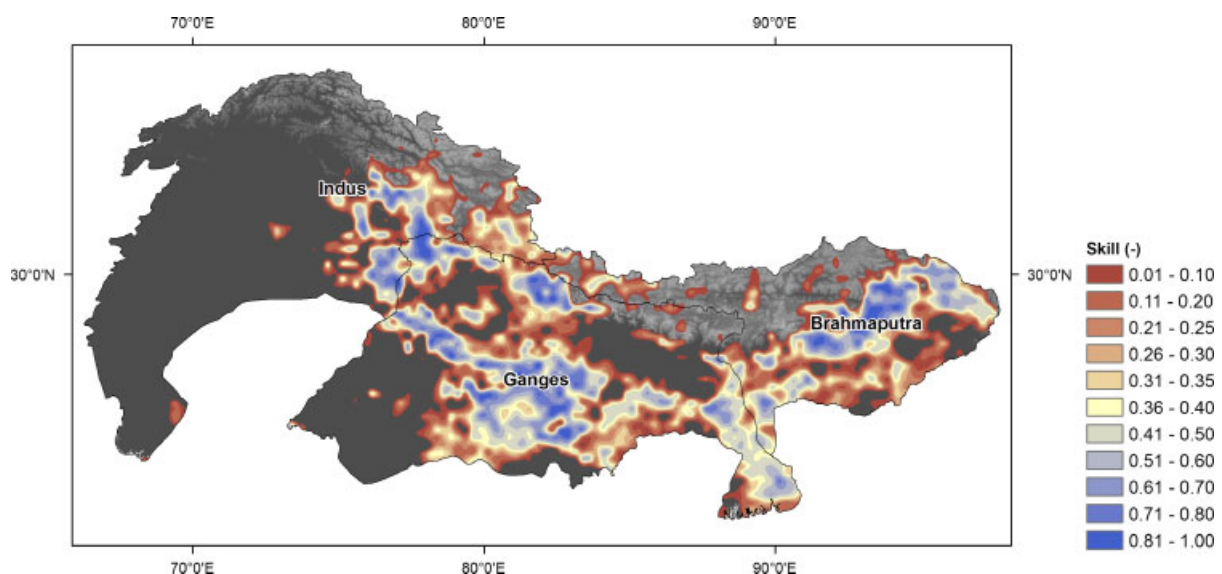 70°0'E 80°0'E 90°0'E
Indus
30°0'N 30°0'N
Skill (-)
0.01 - 0.10
0.11 - 0.20
0.21 - 0.25
0.26 - 0.30
0.31 - 0.35
0.36 - 0.40
0.41 - 0.50
0.51 - 0.60
0.61 - 0.70
0.71 - 0.80
0.81 - 1.00
Brahmaputra
Ganges
70°0'E 80°0'E 90°0'E